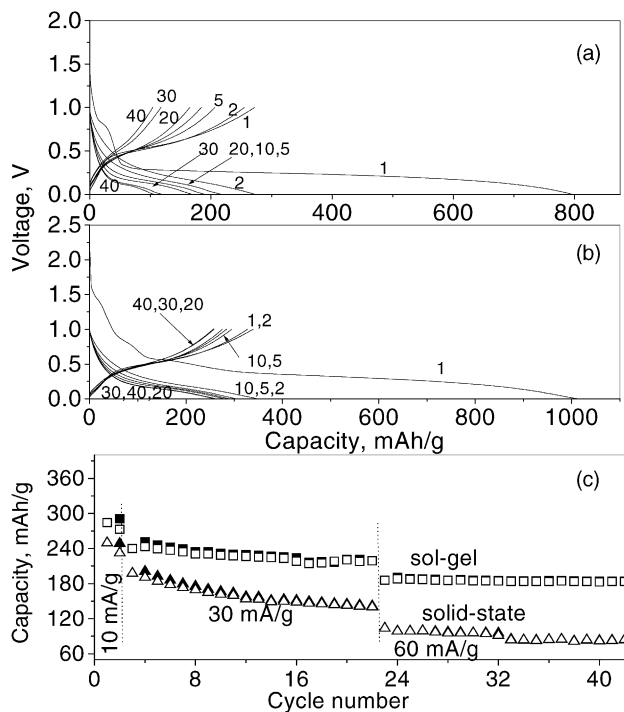 2.0
1.5
1.0
0.5
0.0
0 200 400 600 800
(a)
30
5
2
40
20
1
30
20,10,5
1
40
2
Voltage, V
2.5
2.0
1.5
1.0
0.5
0.0
0 200 400 600 800 1000
(b)
40,30,20
1,2
10,5
1
30,40,20
10,5,2
Capacity, mAh/g
360
300
240
180
120
60
0 8 16 24 32 40
(c)
Capacity, mAh/g
10 mA/g
30 mA/g
60 mA/g
sol-gel
solid-state
Cycle number